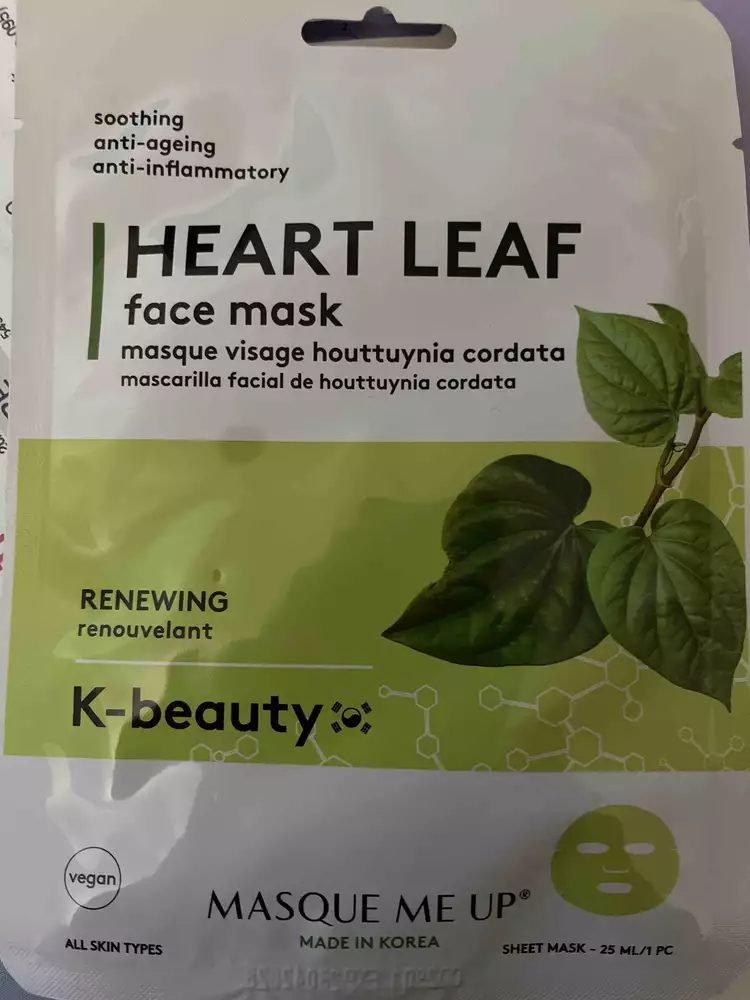 soothing
anti-ageing
anti-inflammatory
HEART LEAF
face mask
masque visage houttuynia cordata
mascarilla facial de houttuynia cordata
RENEWING
renouvelant
K-beauty
vegan
MASQUE ME UP®
ALL SKIN TYPES
MADE IN KOREA
SHEET MASK - 25 ML/1 PC